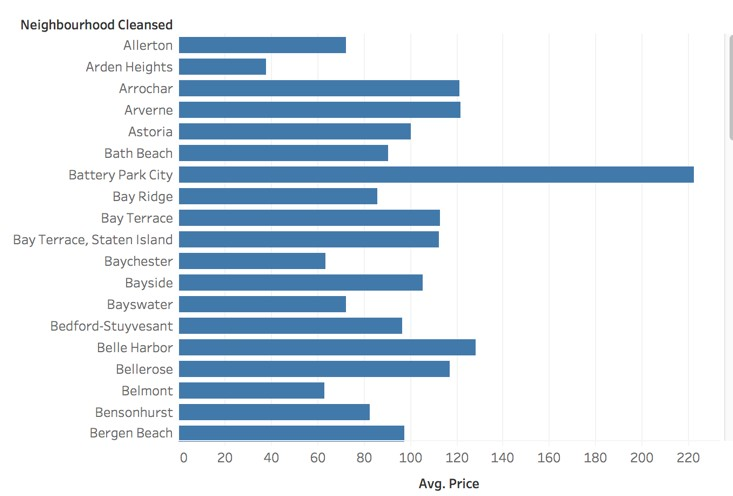 Neighbourhood Cleansed
Allerton
Arden Heights
Arrochar
Arverne
Astoria
Bath Beach
Battery Park City
Bay Ridge
Bay Terrace
Bay Terrace, Staten Island
Baychester
Bayside
Bayswater
Bedford-Stuyvesant
Belle Harbor
Bellerose
Belmont
Bensonhurst
Bergen Beach
0 20 40 60 80 100 120 140 160 180 200 220
Avg. Price